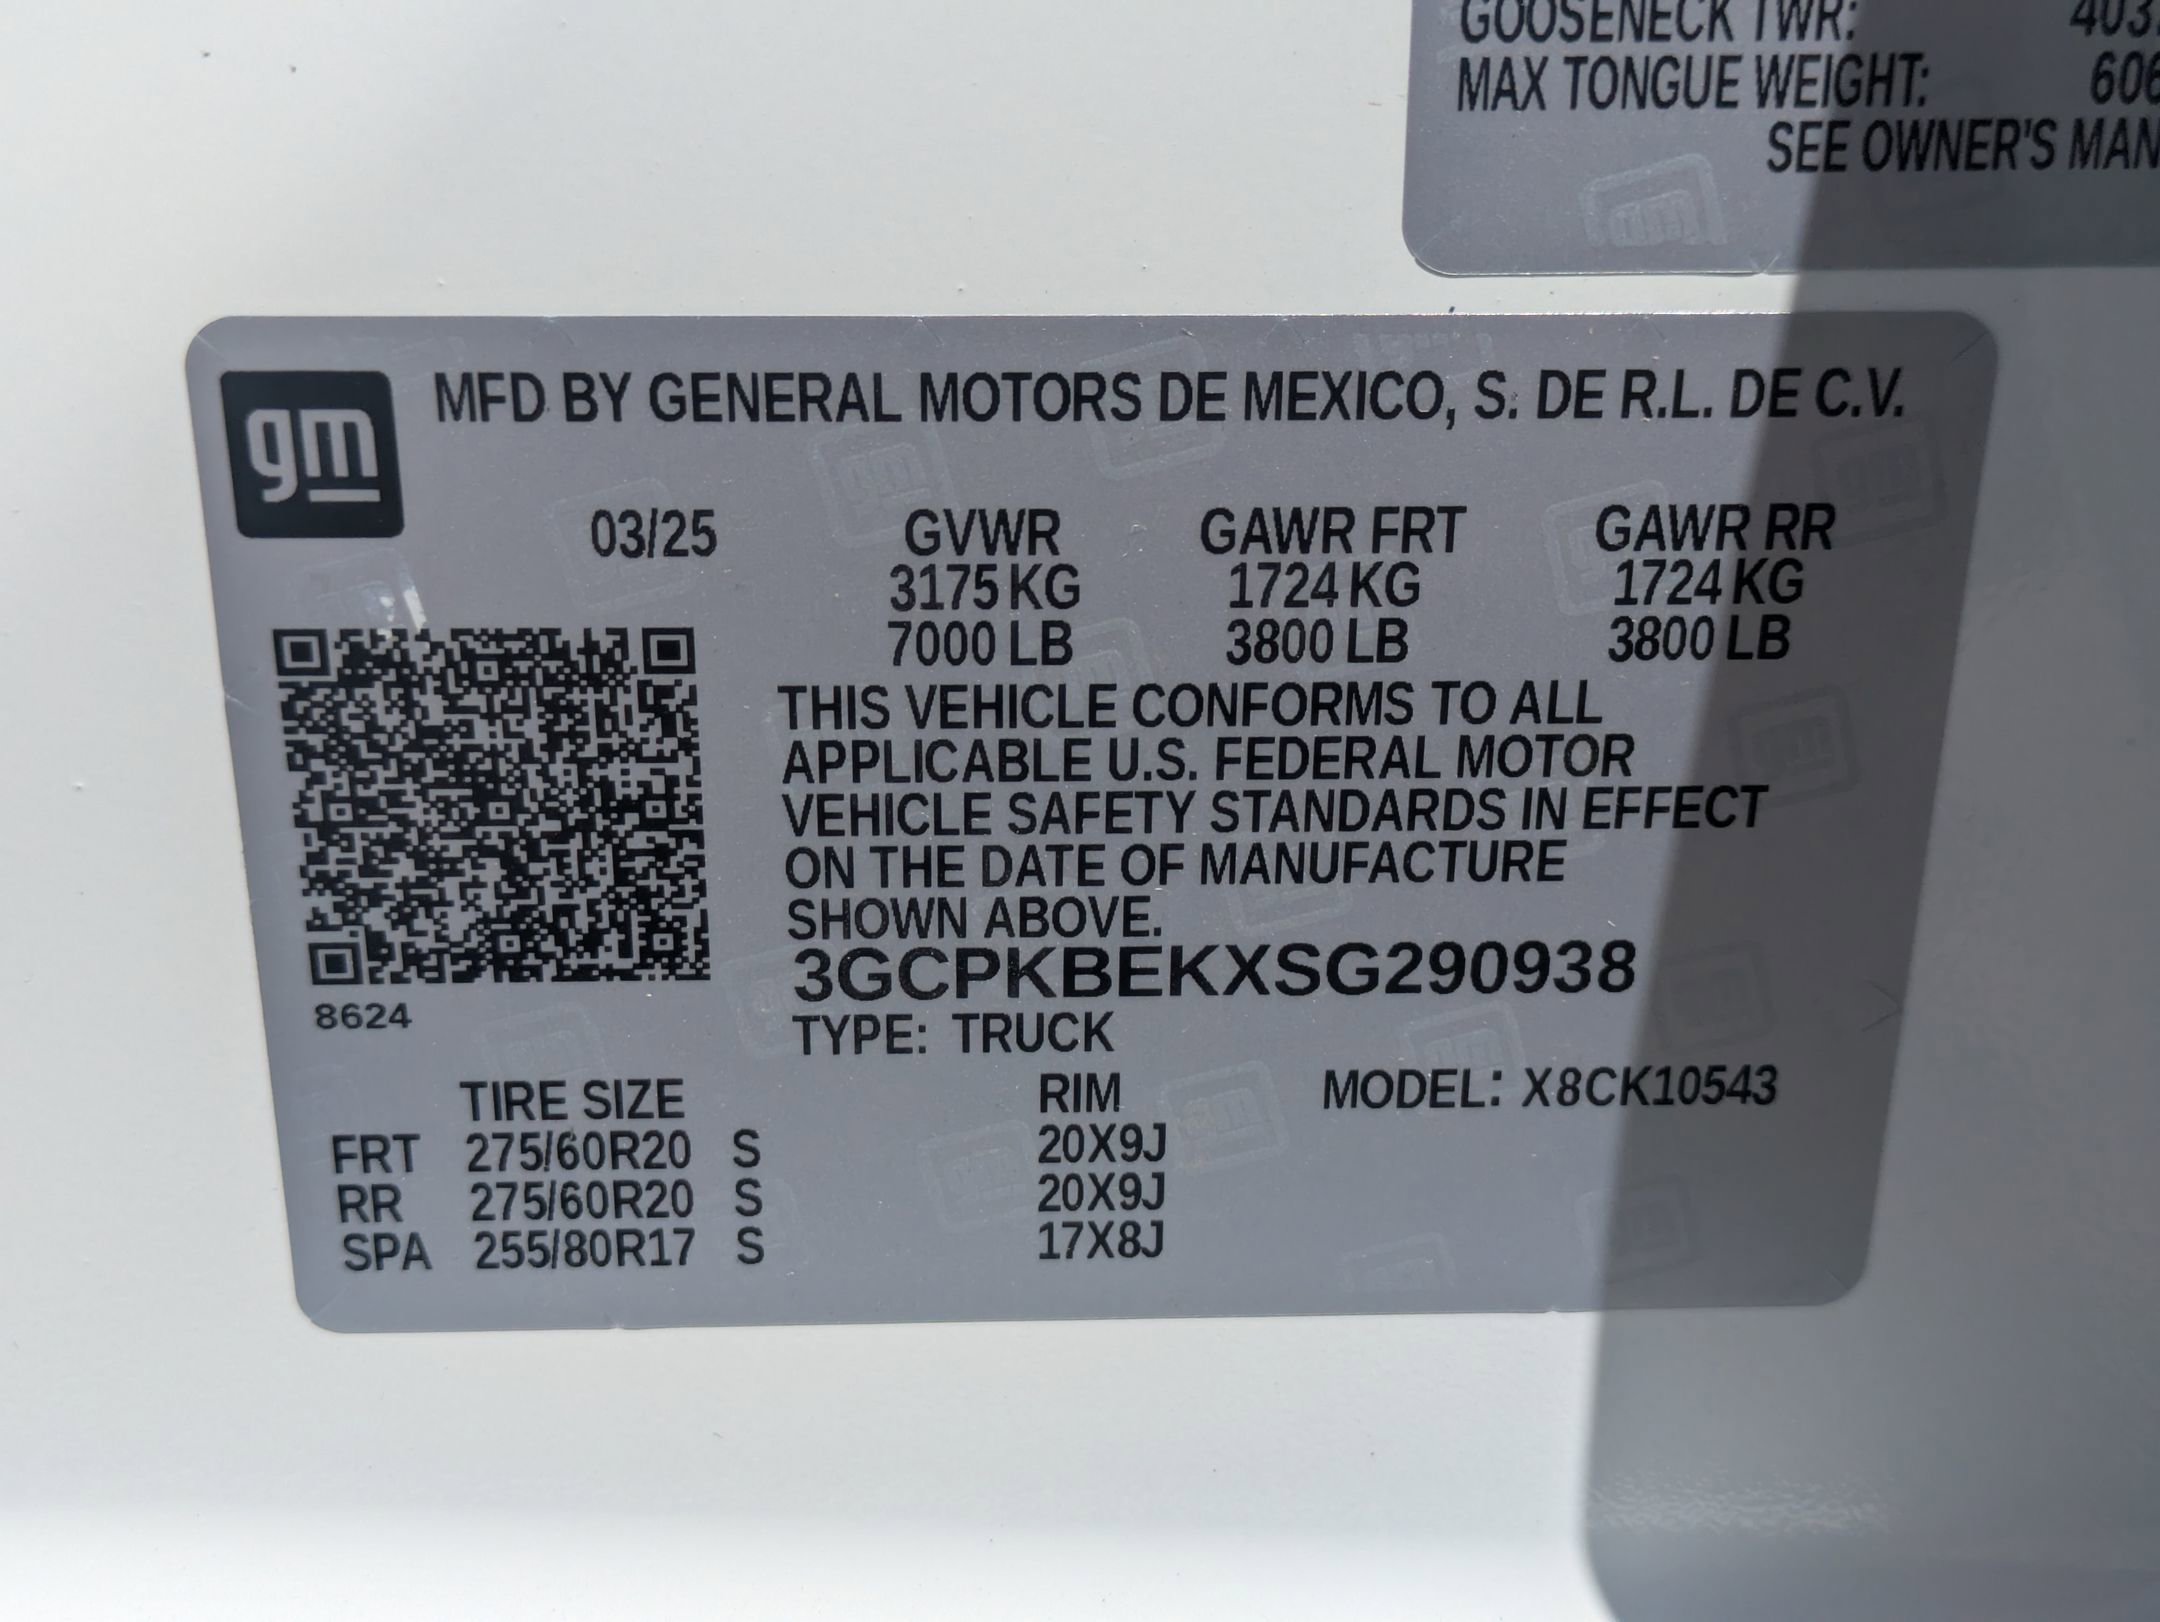 GOOSENECK TWR: 403
MAX TONGUE WEIGHT: 606
SEE OWNER'S MAN
gm
MFD BY GENERAL MOTORS DE MEXICO, S. DE R.L. DE C.V.
03/25 GVWR GAWR FRT GAWR RR
3175 KG 1724 KG 1724 KG
7000 LB 3800 LB 3800 LB
THIS VEHICLE CONFORMS TO ALL
APPLICABLE U.S. FEDERAL MOTOR
VEHICLE SAFETY STANDARDS IN EFFECT
ON THE DATE OF MANUFACTURE
SHOWN ABOVE.
3GCPKBEKXSG290938
8624
TYPE: TRUCK
TIRE SIZE RIM MODEL: X8CK10543
FRT 275/60R20 S 20X9J
RR 275/60R20 S 20X9J
SPA 255/80R17 S 17X8J